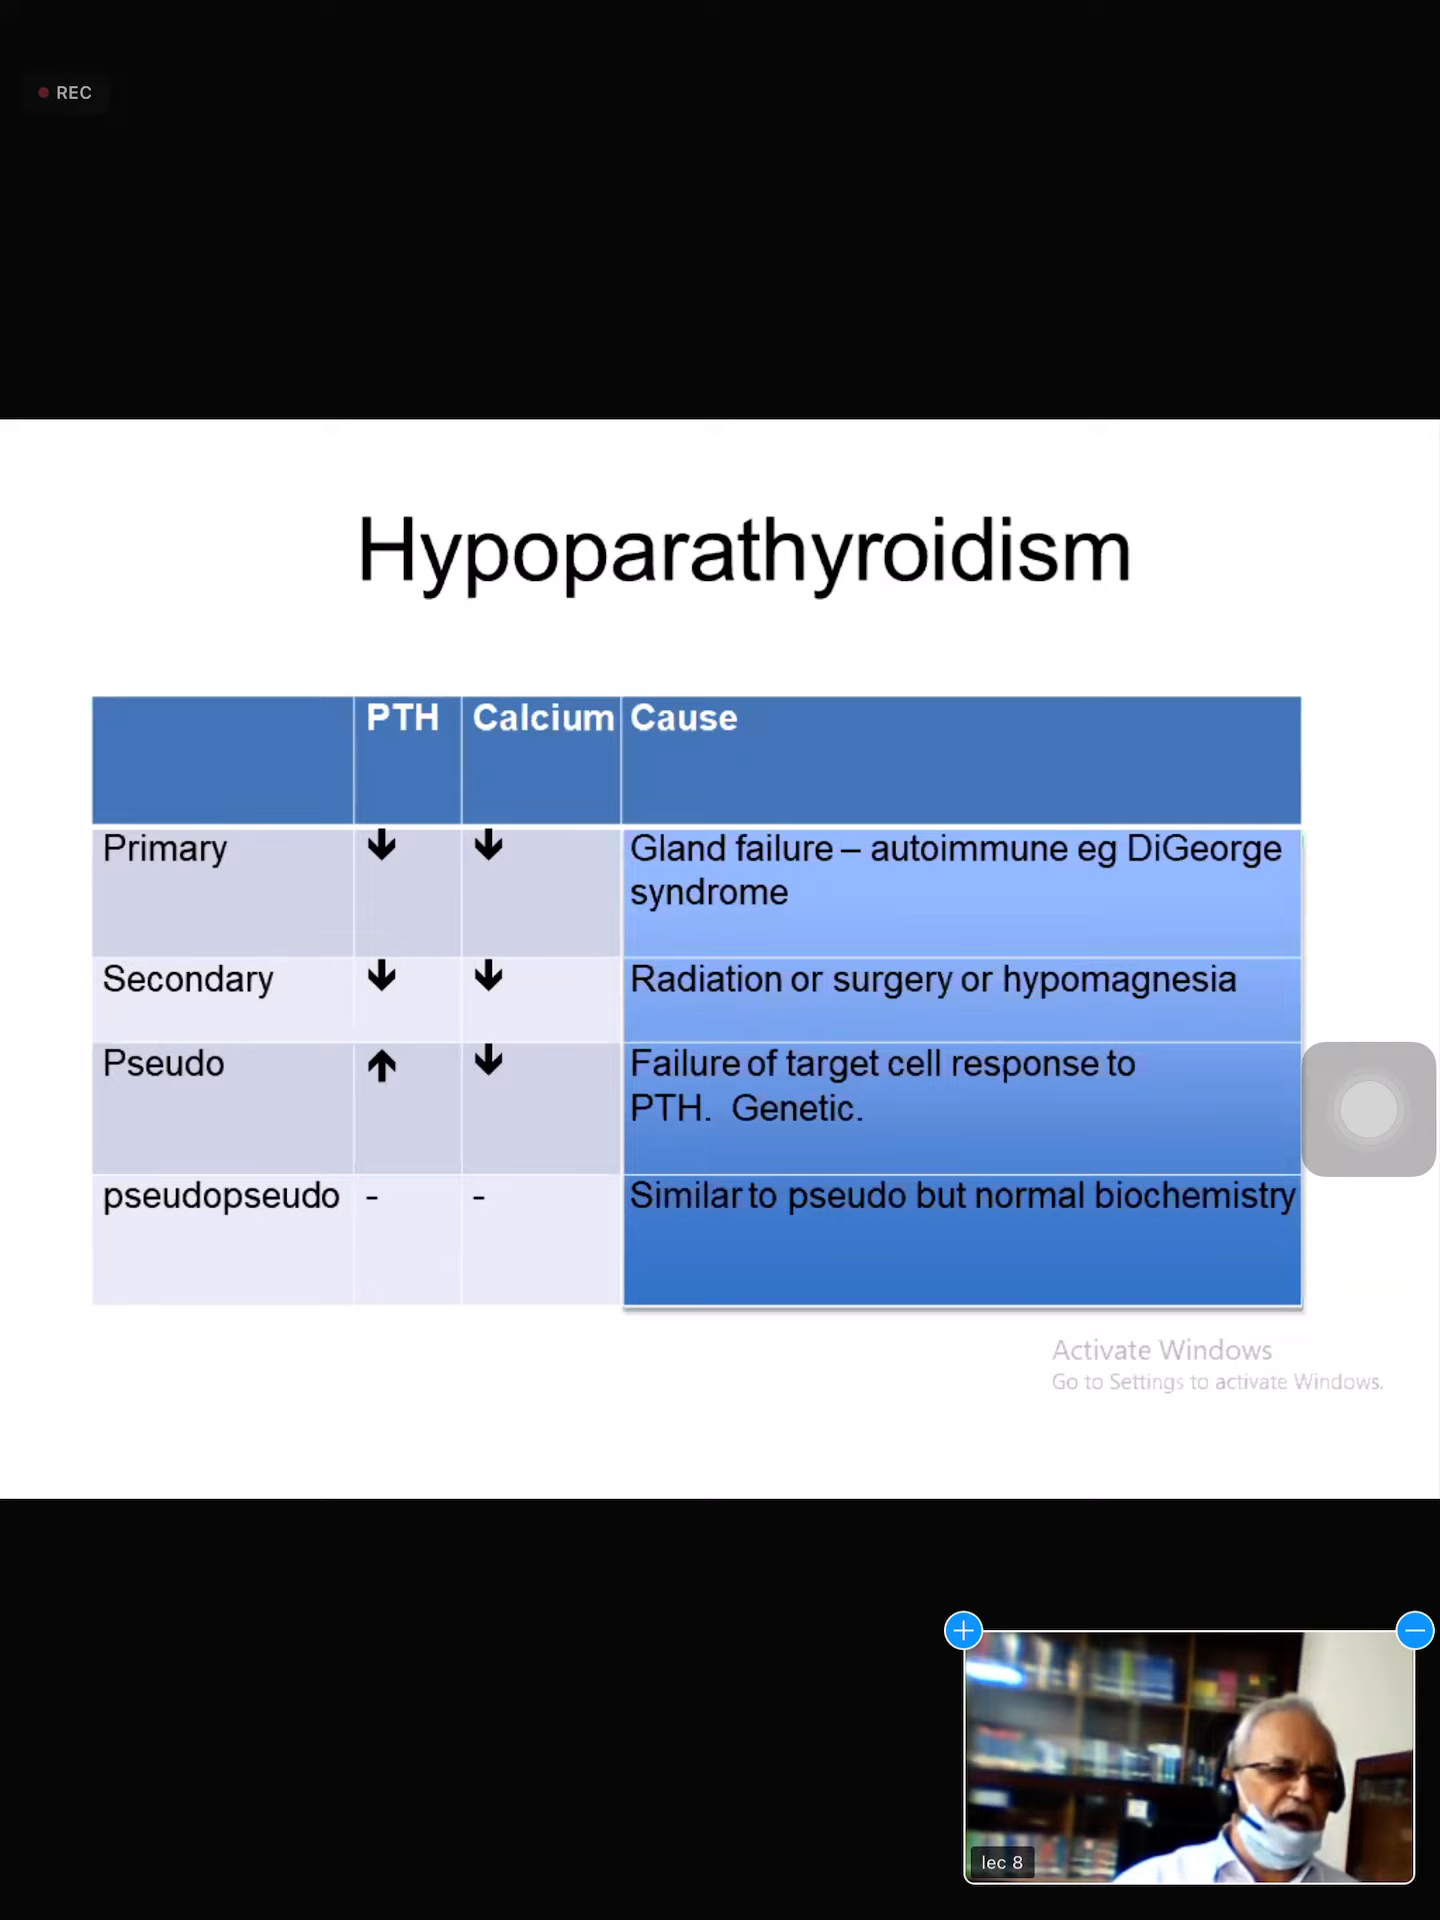 REC
Hypoparathyroidism
PTH Calcium Cause
Primary ↓ ↓ Gland failure – autoimmune eg DiGeorge
syndrome
Secondary ↓ ↓ Radiation or surgery or hypomagnesia
Pseudo ↑ ↓ Failure of target cell response to
PTH. Genetic.
pseudopseudo - - Similar to pseudo but normal biochemistry
Activate Windows
Go to Settings to activate Windows.
lec 8